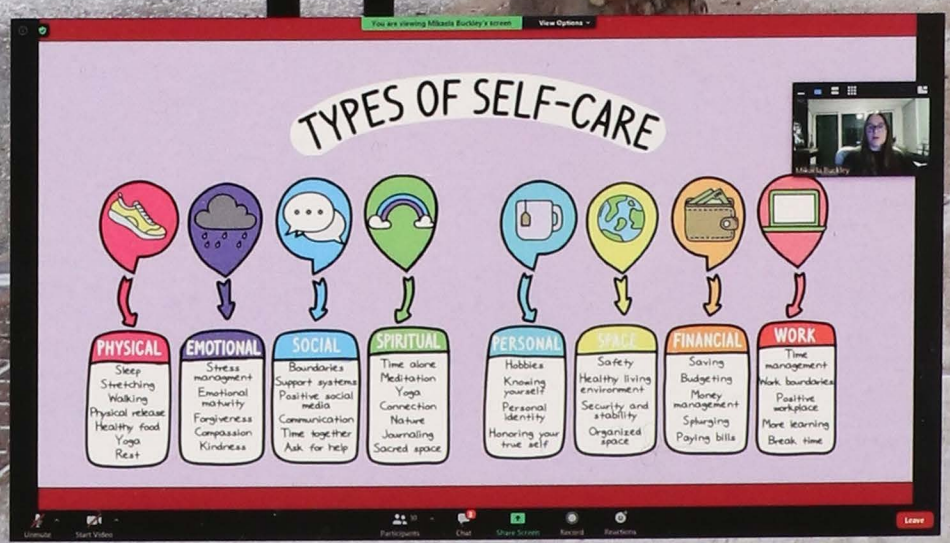 You are viewing Mikaela Buckley's screen
View Options
TYPES OF SELF-CARE
Mikaela Buckley
PHYSICAL
Sleep
Stretching
Walking
Physical release
Healthy food
Yoga
Rest
EMOTIONAL
Stress
managment
Emotional
maturity
Forgiveness
Compassion
Kindness
SOCIAL
Boundaries
Support systems
Positive social
media
Communication
Time together
Ask for help
SPIRITUAL
Time alone
Meditation
Yoga
Connection
Nature
Journaling
Sacred space
PERSONAL
Hobbies
Knowing
yourself
Personal
identity
Honoring your
true self
SPACE
Safety
Healthy living
environment
Security and
stability
Organized
space
FINANCIAL
Saving
Budgeting
Money
management
Splurging
Paying bills
WORK
Time
management
Work boundaries
Positive
workplace
More learning
Break time
Unmute
Start Video
Participants
Chat
Share Screen
Record
Reactions
Leave